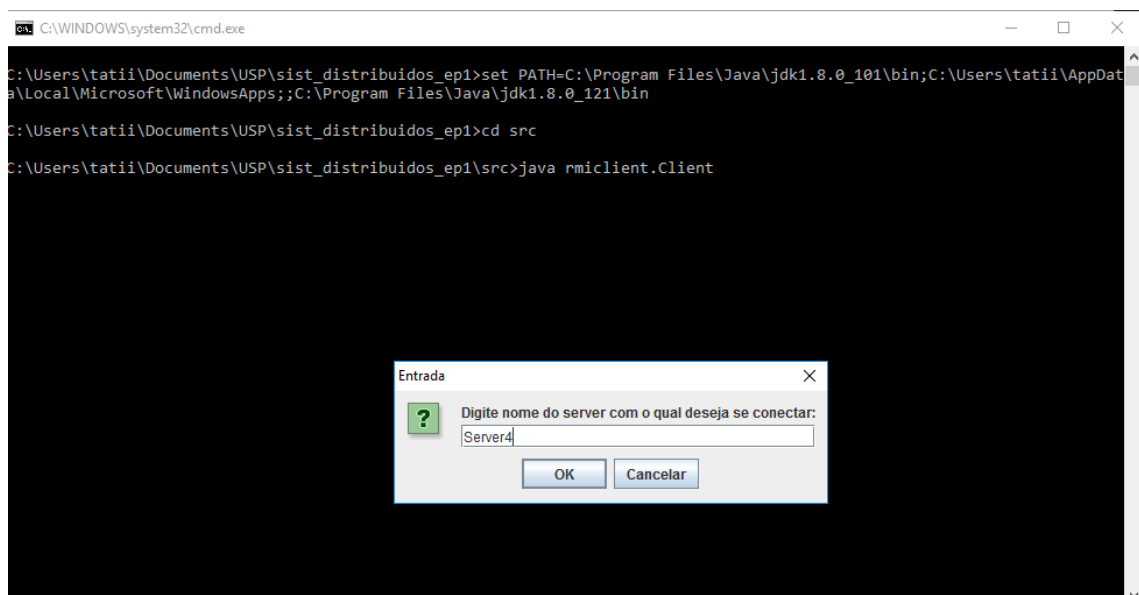 C:\WINDOWS\system32\cmd.exe
C:\Users\tatii\Documents\USP\sist_distribuidos_ep1>set PATH=C:\Program Files\Java\jdk1.8.0_101\bin;C:\Users\tatii\AppDat
a\Local\Microsoft\WindowsApps;;C:\Program Files\Java\jdk1.8.0_121\bin
C:\Users\tatii\Documents\USP\sist_distribuidos_ep1>cd src
C:\Users\tatii\Documents\USP\sist_distribuidos_ep1\src>java rmiclient.Client
Entrada
?
Digite nome do server com o qual deseja se conectar:
Server4
OK Cancelar